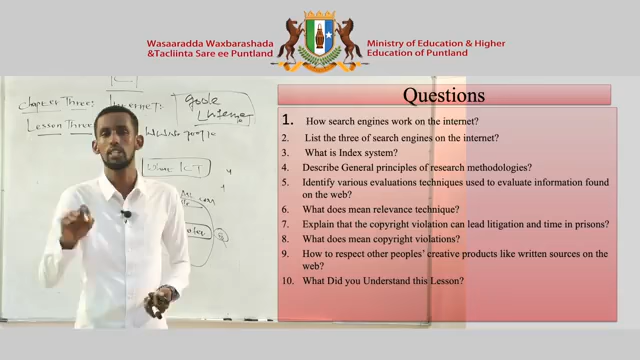 Wasaaradda Waxbarashada
&Tacliinta Sare ee Puntland
Ministry of Education & Higher
Education of Puntland
Chapter Three: Internet:
Lesson Three
Questions
1. How search engines work on the internet?
2. List the three of search engines on the internet?
3. What is Index system?
4. Describe General principles of research methodologies?
5. Identify various evaluations techniques used to evaluate information found
on the web?
6. What does mean relevance technique?
7. Explain that the copyright violation can lead litigation and time in prisons?
8. What does mean copyright violations?
9. How to respect other peoples' creative products like written sources on the
web?
10. What Did you Understand this Lesson?